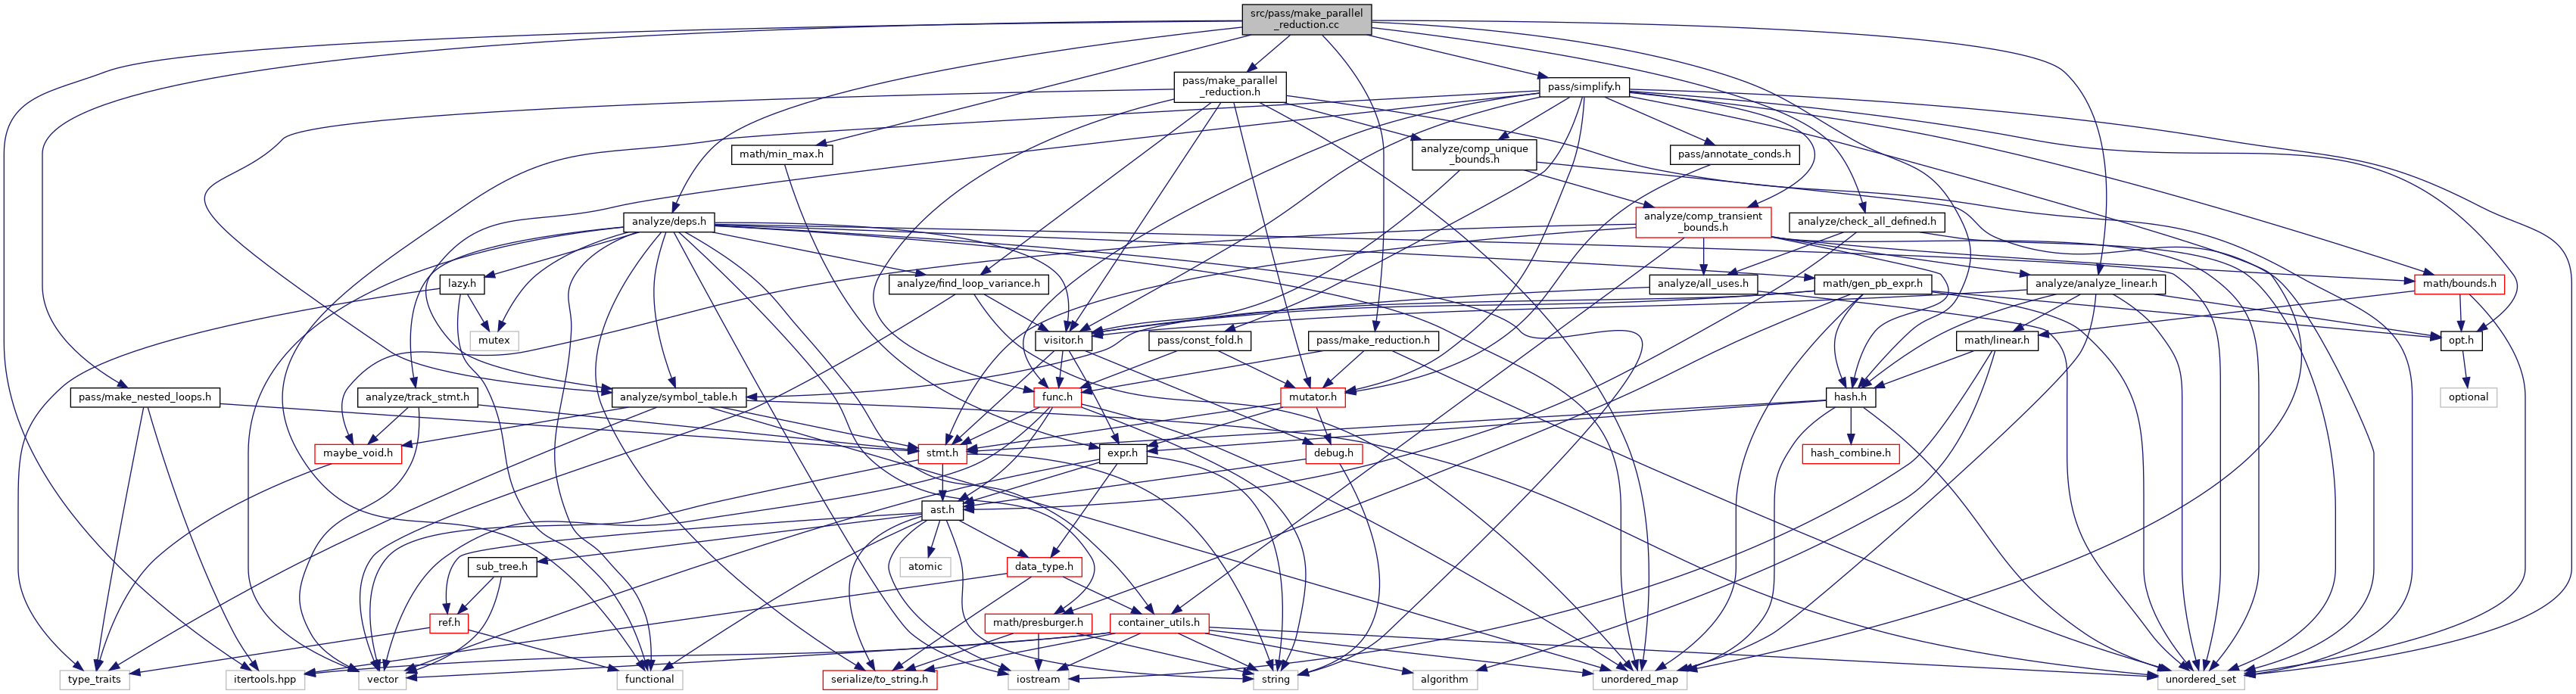 src/pass/make_parallel
_reduction.cc
pass/make_parallel
_reduction.h
pass/simplify.h
math/min_max.h
analyze/comp_unique
_bounds.h
pass/annotate_conds.h
analyze/deps.h
analyze/comp_transient
_bounds.h
analyze/check_all_defined.h
lazy.h
analyze/find_loop_variance.h
analyze/all_uses.h
math/gen_pb_expr.h
analyze/analyze_linear.h
math/bounds.h
mutex
visitor.h
pass/const_fold.h
pass/make_reduction.h
math/linear.h
opt.h
pass/make_nested_loops.h
analyze/track_stmt.h
analyze/symbol_table.h
func.h
mutator.h
hash.h
optional
maybe_void.h
stmt.h
expr.h
debug.h
hash_combine.h
ast.h
sub_tree.h
atomic
data_type.h
ref.h
math/presburger.h
container_utils.h
type_traits
itertools.hpp
vector
functional
serialize/to_string.h
iostream
string
algorithm
unordered_map
unordered_set